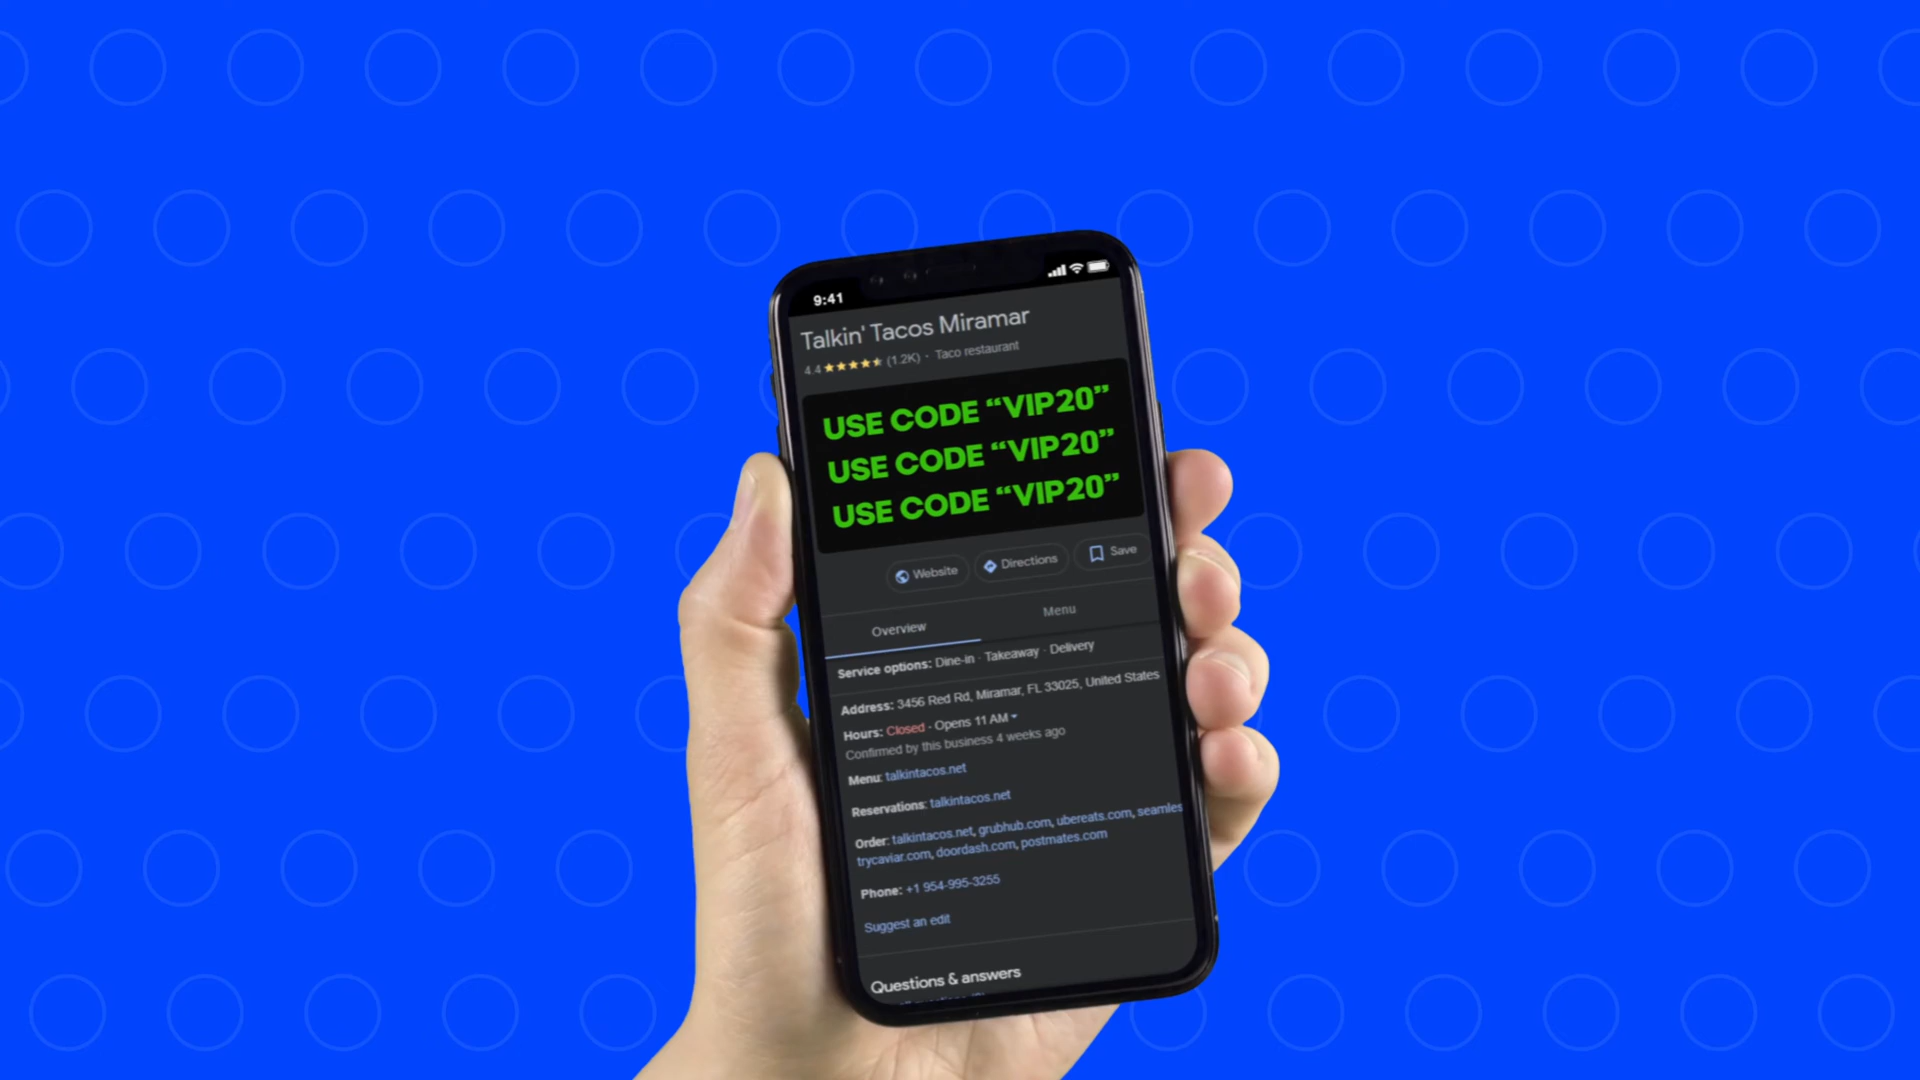 9:41
Talkin' Tacos Miramar
4.4 (1.2K) · Taco restaurant
USE CODE “VIP20”
USE CODE “VIP20”
USE CODE “VIP20”
Website Directions Save
Overview Menu
Service options: Dine-in · Takeaway · Delivery
Address: 3456 Red Rd, Miramar, FL 33025, United States
Hours: Closed · Opens 11 AM
Confirmed by this business 4 weeks ago
Menu: talkintacos.net
Reservations: talkintacos.net
Order: talkintacos.net, grubhub.com, ubereats.com, seamles
trycaviar.com, doordash.com, postmates.com
Phone: +1 954-995-3255
Suggest an edit
Questions & answers